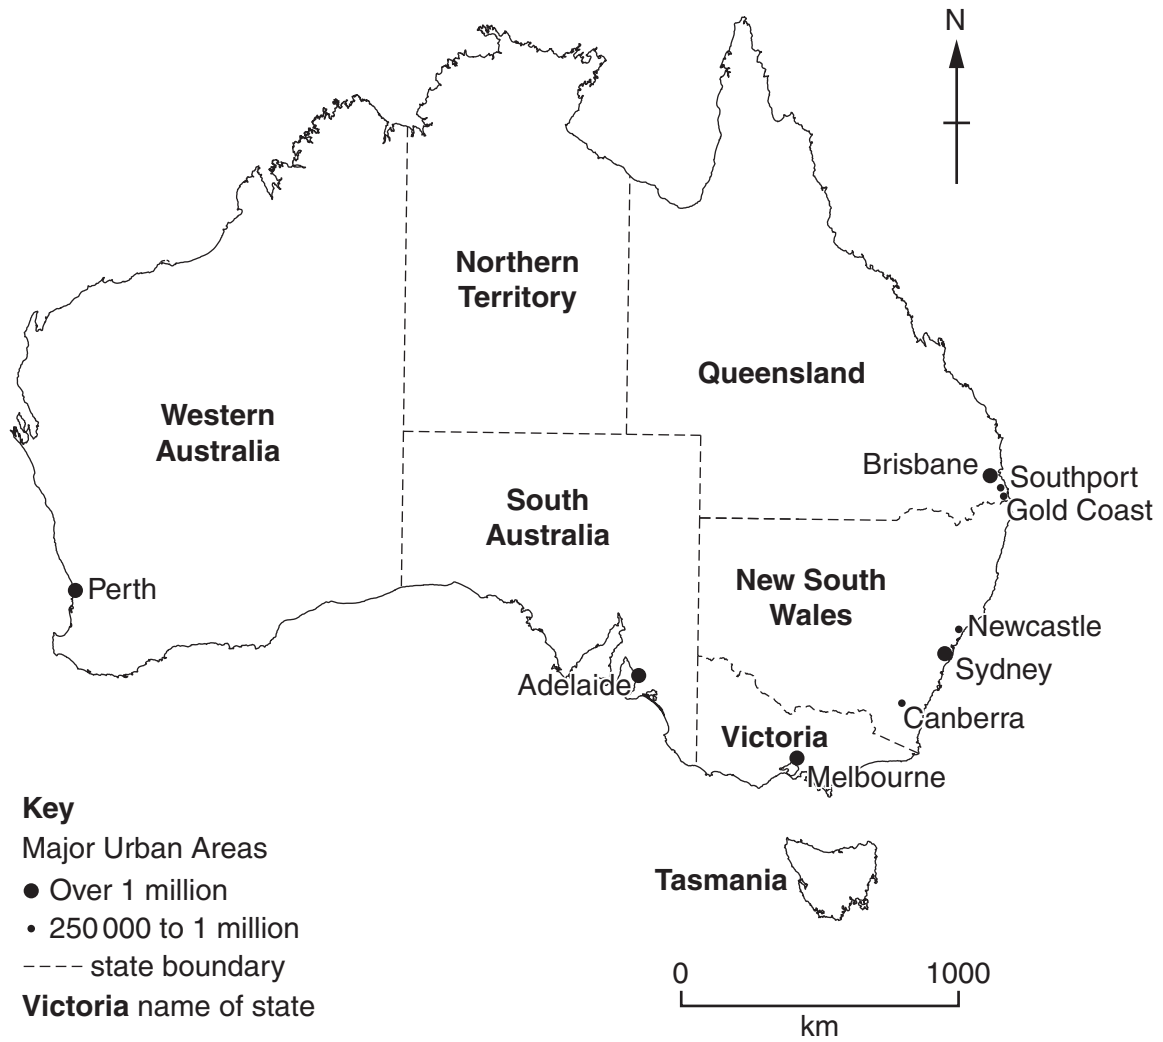 N
Northern
Territory
Queensland
Western
Australia
Brisbane
Southport
Gold Coast
South
Australia
New South
Wales
Perth
Newcastle
Sydney
Adelaide
Canberra
Victoria
Melbourne
Key
Major Urban Areas
Over 1 million
250 000 to 1 million
state boundary
Victoria name of state
Tasmania
0 1000
km